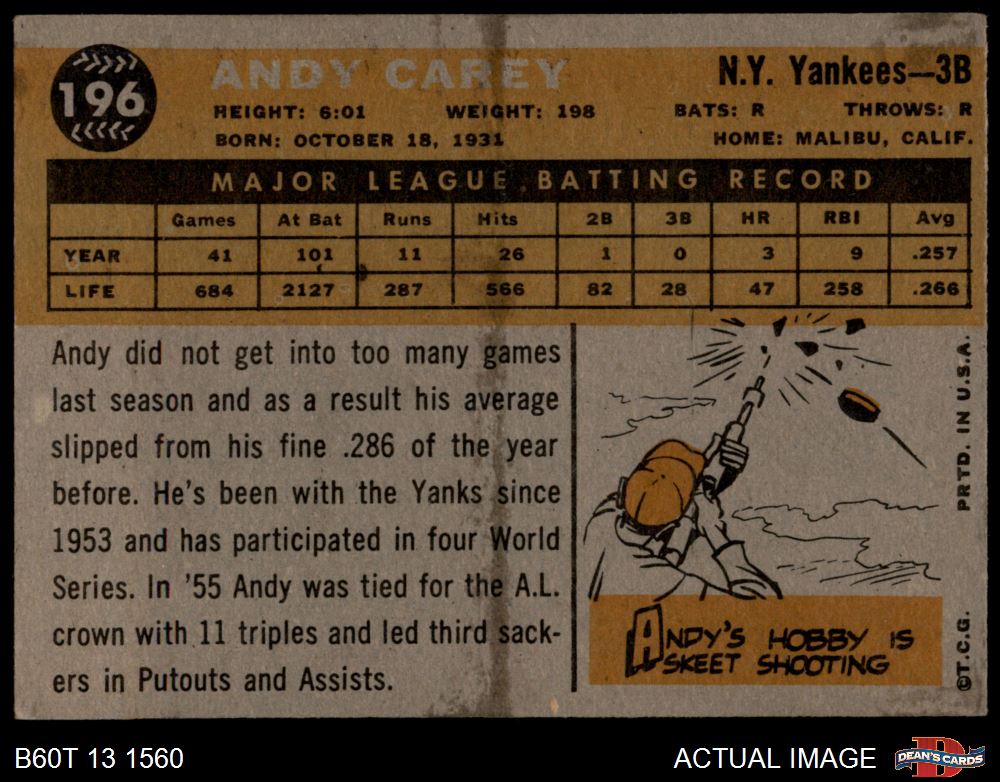 196
ANDY CAREY
N.Y. Yankees—3B
HEIGHT: 6:01 WEIGHT: 198 BATS: R THROWS: R
BORN: OCTOBER 18, 1931 HOME: MALIBU, CALIF.
MAJOR LEAGUE BATTING RECORD
Games At Bat Runs Hits 2B 3B HR RBI Avg
YEAR 41 101 11 26 1 0 3 9 .257
LIFE 684 2127 287 566 82 28 47 258 .266
Andy did not get into too many games
last season and as a result his average
slipped from his fine .286 of the year
before. He's been with the Yanks since
1953 and has participated in four World
Series. In '55 Andy was tied for the A.L.
crown with 11 triples and led third sack-
ers in Putouts and Assists.
ANDY'S HOBBY IS
SKEET SHOOTING
PRTD. IN U.S.A.
©T.C.G.
B60T 13 1560
ACTUAL IMAGE
D
DEAN'S CARDS